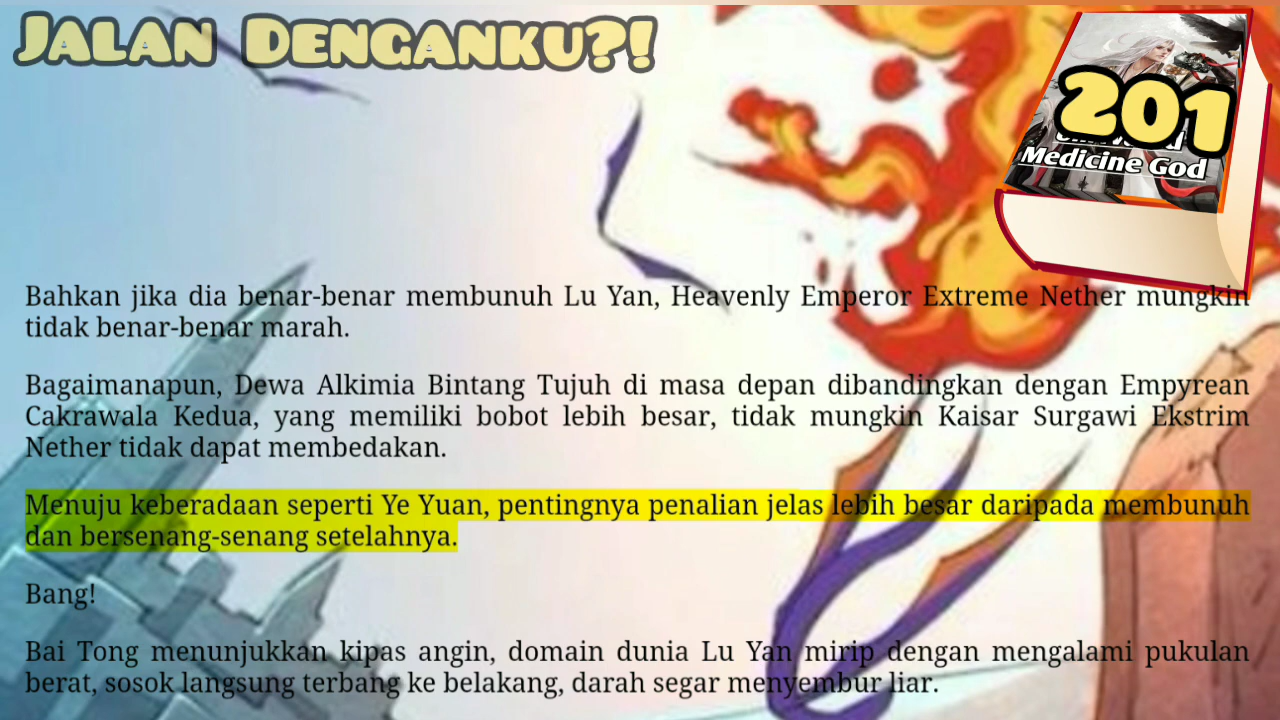 Jalan Denganku?!
201
Medicine God
Bahkan jika dia benar-benar membunuh Lu Yan, Heavenly Emperor Extreme Nether mungkin
tidak benar-benar marah.
Bagaimanapun, Dewa Alkimia Bintang Tujuh di masa depan dibandingkan dengan Empyrean
Cakrawala Kedua, yang memiliki bobot lebih besar, tidak mungkin Kaisar Surgawi Ekstrim
Nether tidak dapat membedakan.
Menuju keberadaan seperti Ye Yuan, pentingnya penalian jelas lebih besar daripada membunuh
dan bersenang-senang setelahnya.
Bang!
Bai Tong menunjukkan kipas angin, domain dunia Lu Yan mirip dengan mengalami pukulan
berat, sosok langsung terbang ke belakang, darah segar menyembur liar.